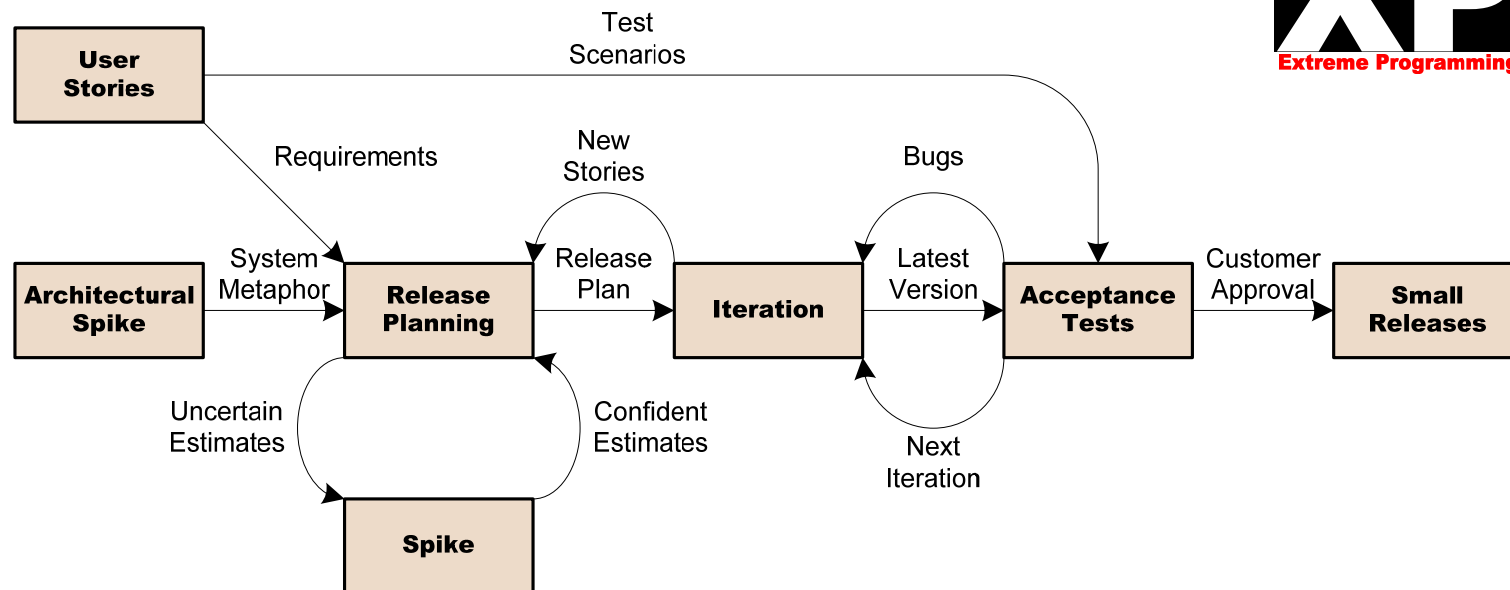 XP
Extreme Programming
Test
Scenarios
User
Stories
Requirements
New
Stories
Bugs
System
Metaphor
Release
Plan
Latest
Version
Customer
Approval
Architectural
Spike
Release
Planning
Iteration
Acceptance
Tests
Small
Releases
Uncertain
Estimates
Confident
Estimates
Next
Iteration
Spike